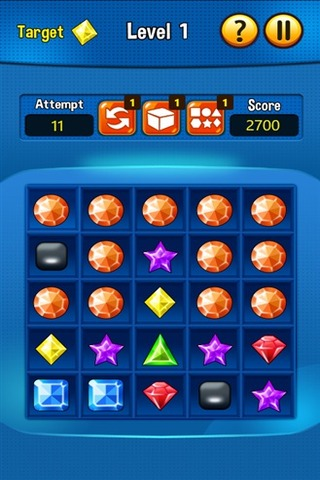 Target Level 1 ?
Attempt 1 1 1 Score
11 2700